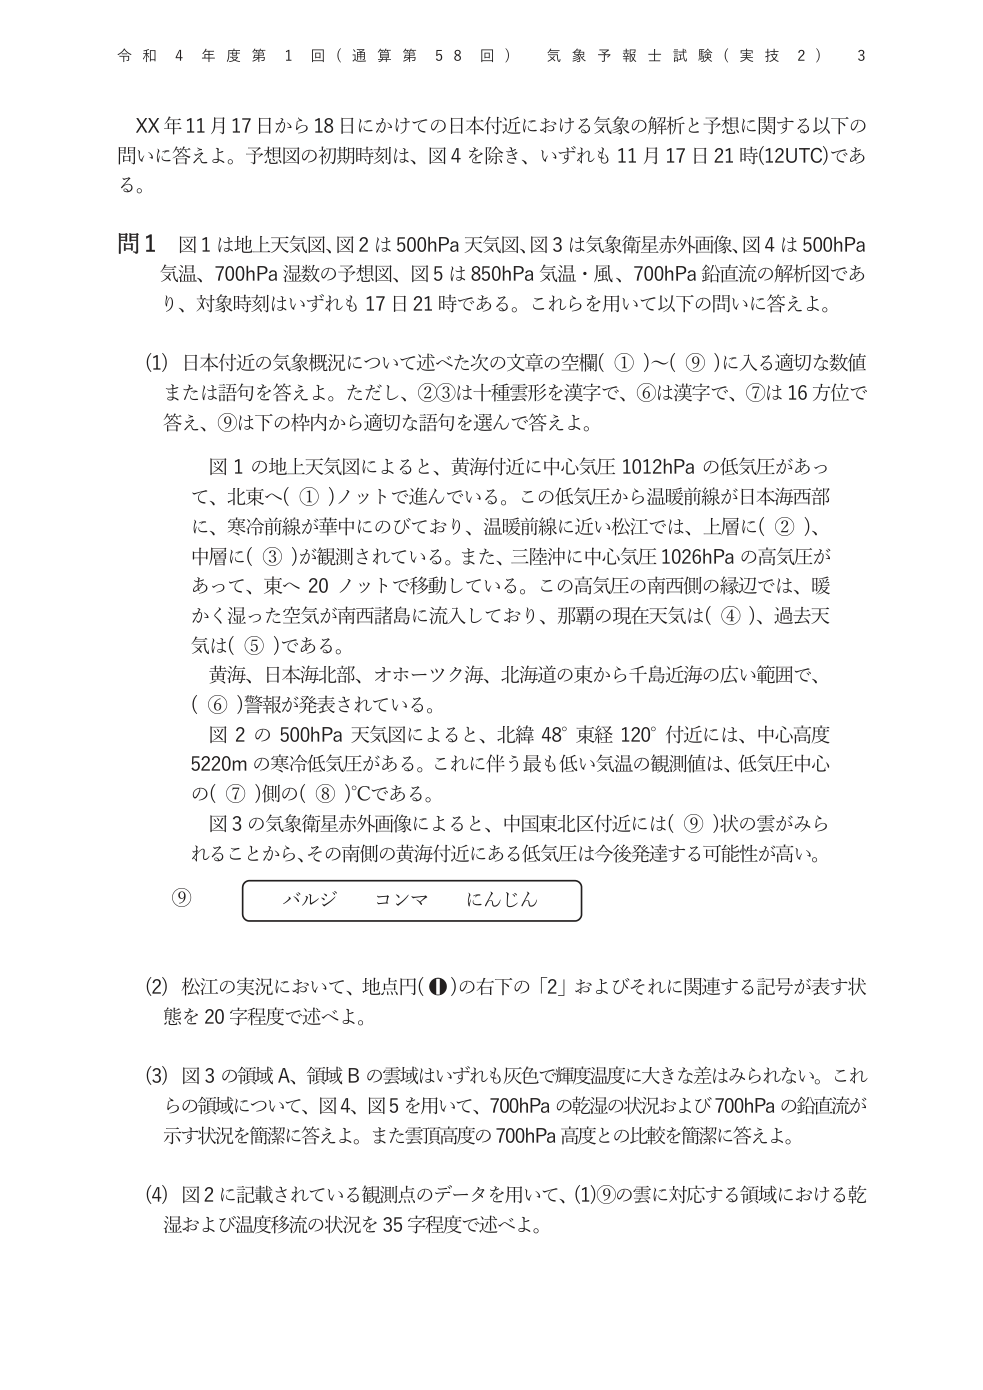 令和4年度第1回(通算第58回) 気象予報士試験(実技2) 3
XX年11月17日から18日にかけての日本付近における気象の解析と予想に関する以下の
問いに答えよ。予想図の初期時刻は、図4を除き、いずれも11月17日21時(12UTC)であ
る。
問1 図1は地上天気図、図2は500hPa天気図、図3は気象衛星赤外画像、図4は500hPa
気温、700hPa湿数の予想図、図5は850hPa気温・風、700hPa鉛直流の解析図であ
り、対象時刻はいずれも17日21時である。これらを用いて以下の問いに答えよ。
(1) 日本付近の気象概況について述べた次の文章の空欄( ① )〜( ⑨ )に入る適切な数値
または語句を答えよ。ただし、②③は十種雲形を漢字で、⑥は漢字で、⑦は16方位で
答え、⑨は下の枠内から適切な語句を選んで答えよ。
図1の地上天気図によると、黄海付近に中心気圧1012hPaの低気圧があっ
て、北東へ( ① )ノットで進んでいる。この低気圧から温暖前線が日本海西部
に、寒冷前線が華中にのびており、温暖前線に近い松江では、上層に( ② )、
中層に( ③ )が観測されている。また、三陸沖に中心気圧1026hPaの高気圧が
あって、東へ 20 ノットで移動している。この高気圧の南西側の縁辺では、暖
かく湿った空気が南西諸島に流入しており、那覇の現在天気は( ④ )、過去天
気は( ⑤ )である。
黄海、日本海北部、オホーツク海、北海道の東から千島近海の広い範囲で、
( ⑥ )警報が発表されている。
図2の500hPa天気図によると、北緯48°東経120°付近には、中心高度
5220mの寒冷低気圧がある。これに伴う最も低い気温の観測値は、低気圧中心
の( ⑦ )側の( ⑧ )℃である。
図3の気象衛星赤外画像によると、中国東北区付近には( ⑨ )状の雲がみら
れることから、その南側の黄海付近にある低気圧は今後発達する可能性が高い。
⑨ バルジ コンマ にんじん
(2) 松江の実況において、地点円( )の右下の「2」およびそれに関連する記号が表す状
態を20字程度で述べよ。
(3) 図3の領域A、領域Bの雲域はいずれも灰色で輝度温度に大きな差はみられない。これ
らの領域について、図4、図5を用いて、700hPaの乾湿の状況および700hPaの鉛直流が
示す状況を簡潔に答えよ。また雲頂高度の700hPa高度との比較を簡潔に答えよ。
(4) 図2に記載されている観測点のデータを用いて、(1)⑨の雲に対応する領域における乾
湿および温度移流の状況を35字程度で述べよ。